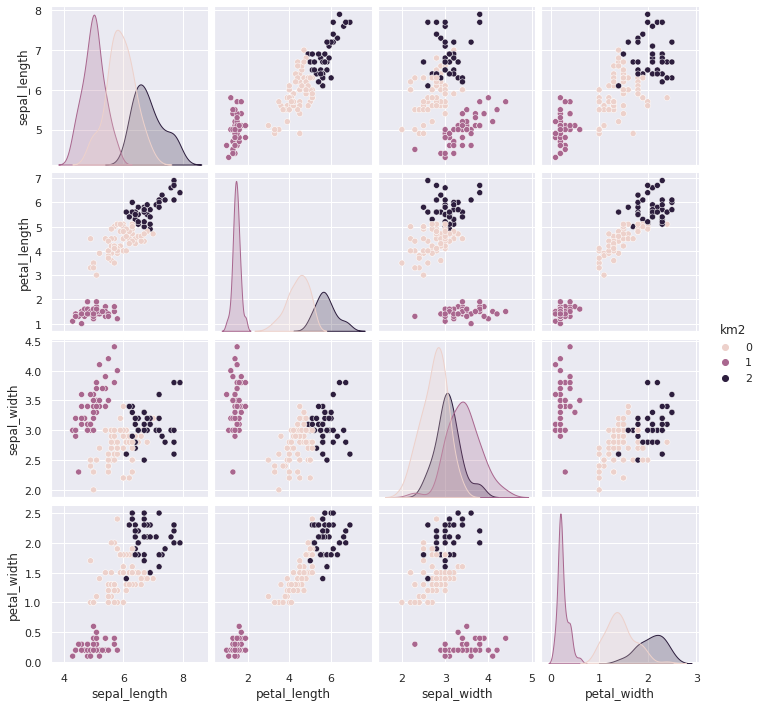 8
7
6
5
sepal_length
7
6
5
4
3
2
1
petal_length
km2
0
1
2
4.5
4.0
3.5
3.0
2.5
2.0
sepal_width
2.5
2.0
1.5
1.0
0.5
0.0
petal_width
4 6 8
2 4 6
2 3 4 5
0 1 2 3
sepal_length petal_length sepal_width petal_width